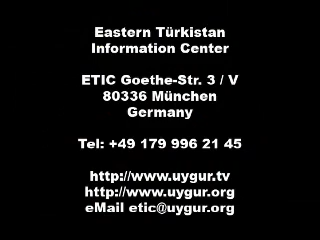 Eastern Türkistan
Information Center
ETIC Goethe-Str. 3 / V
80336 München
Germany
Tel: +49 179 996 21 45
http://www.uygur.tv
http://www.uygur.org
eMail etic@uygur.org